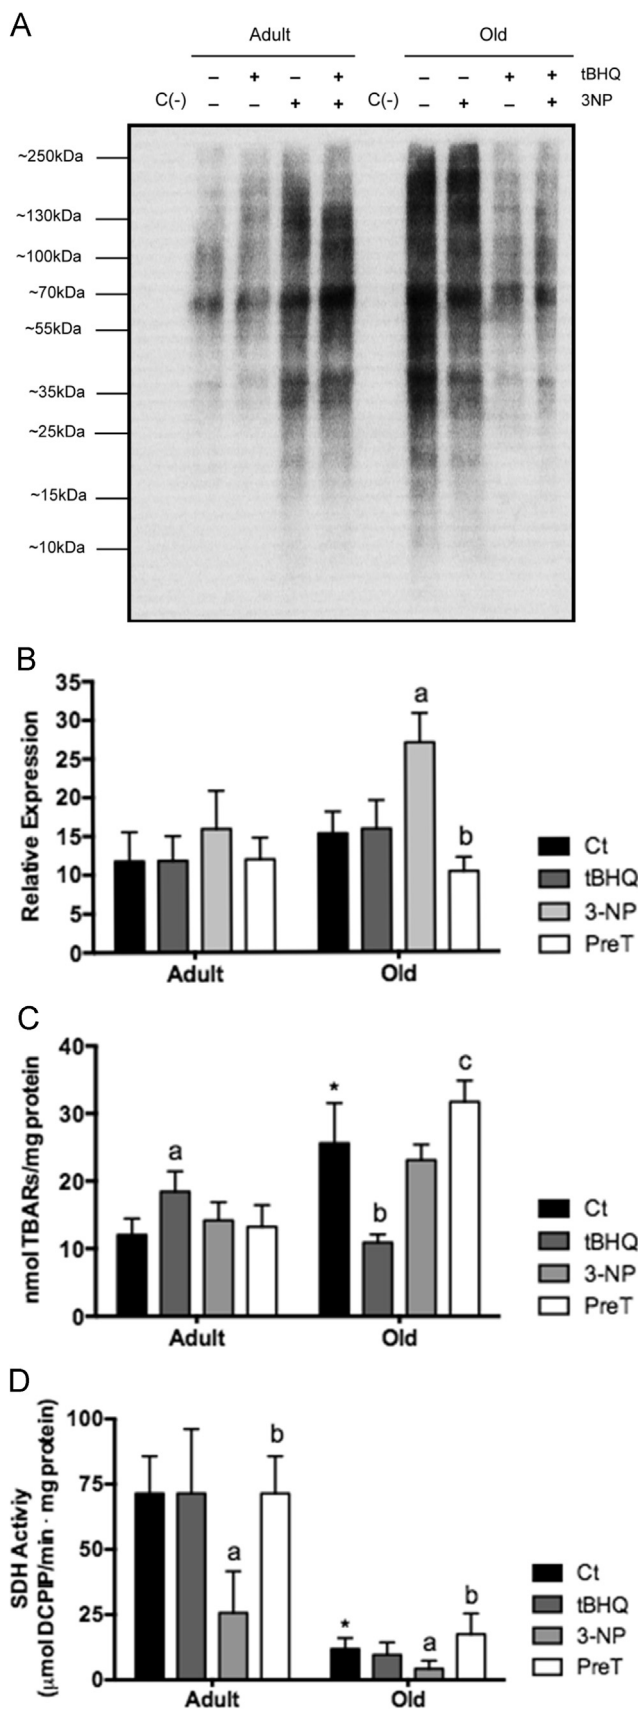 A
Adult Old
– + – + – – + + tBHQ
C(-) – – + + C(-) – + – + 3NP
~250kDa
~130kDa
~100kDa
~70kDa
~55kDa
~35kDa
~25kDa
~15kDa
~10kDa
B
35
30
25
20
15
10
5
0
Relative Expression
a
b
Adult Old
Ct
tBHQ
3-NP
PreT
C
40
30
20
10
0
nmol TBARs/mg protein
a
*
b
c
Adult Old
Ct
tBHQ
3-NP
PreT
D
100
75
50
25
0
SDH Activiy
(µmol DCPIP/min · mg protein)
a
b
*
a
b
Adult Old
Ct
tBHQ
3-NP
PreT